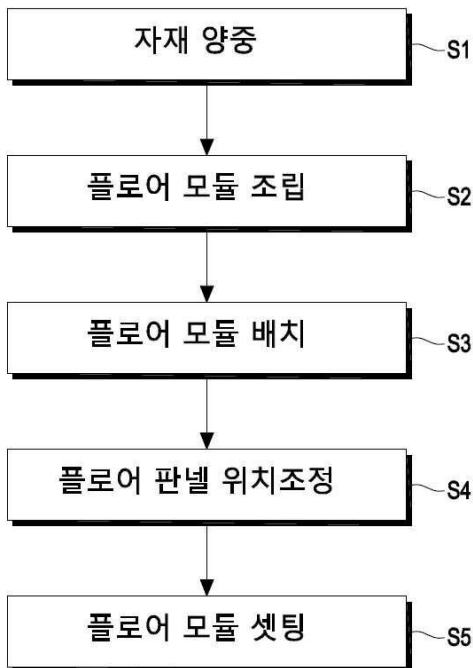 자재 양중 S1
플로어 모듈 조립 S2
플로어 모듈 배치 S3
플로어 판넬 위치조정 S4
플로어 모듈 셋팅 S5